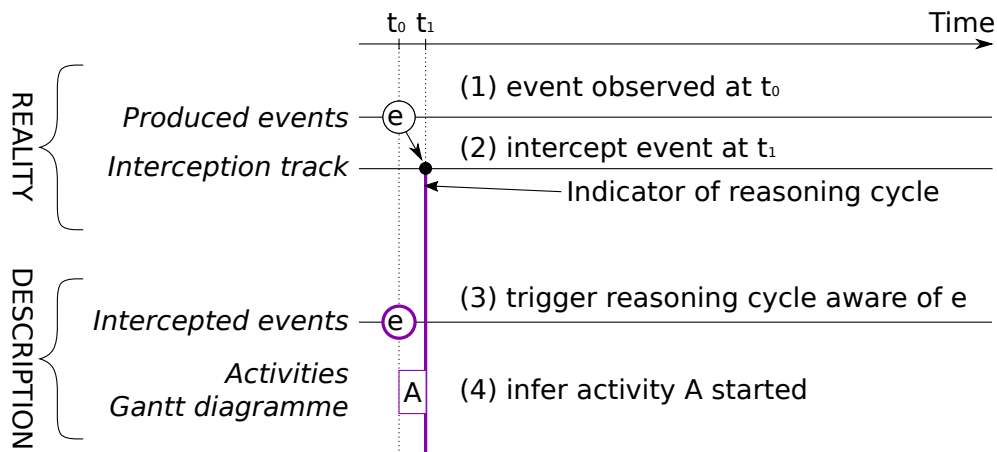 t₀ t₁ Time
REALITY
(1) event observed at t₀
Produced events e
(2) intercept event at t₁
Interception track
Indicator of reasoning cycle
DESCRIPTION
(3) trigger reasoning cycle aware of e
Intercepted events e
Activities
Gantt diagramme
A (4) infer activity A started